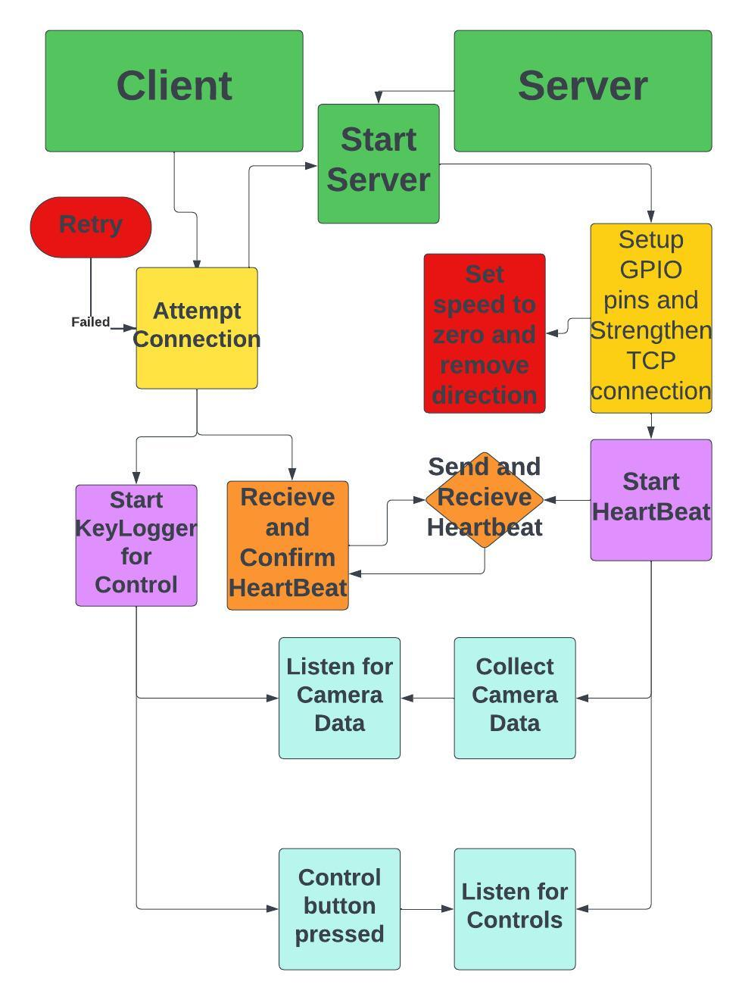 Client
Server
Start
Server
Retry
Setup
GPIO
pins and
Strengthen
TCP
connection
Set
speed to
zero and
remove
direction
Attempt
Connection
Failed
Start
KeyLogger
for
Control
Recieve
and
Confirm
HeartBeat
Send and
Recieve
Heartbeat
Start
HeartBeat
Listen for
Camera
Data
Collect
Camera
Data
Control
button
pressed
Listen for
Controls